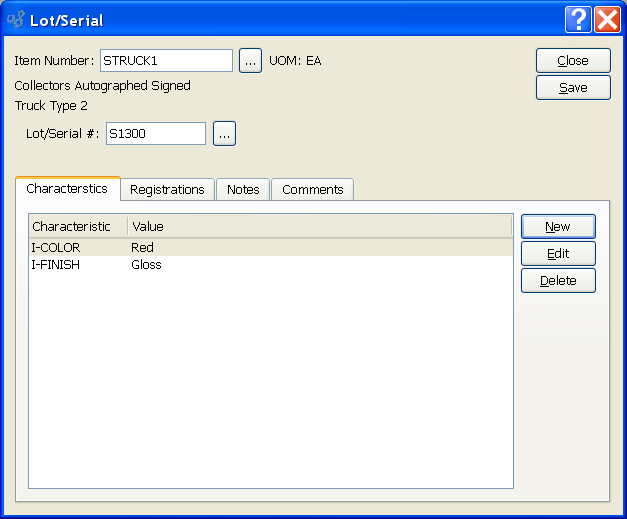 Lot/Serial
Item Number: STRUCK1 ... UOM: EA Close
Collectors Autographed Signed Save
Truck Type 2
Lot/Serial #: S1300 ...
Characterstics Registrations Notes Comments
Characteristic Value New
I-COLOR Red Edit
I-FINISH Gloss Delete